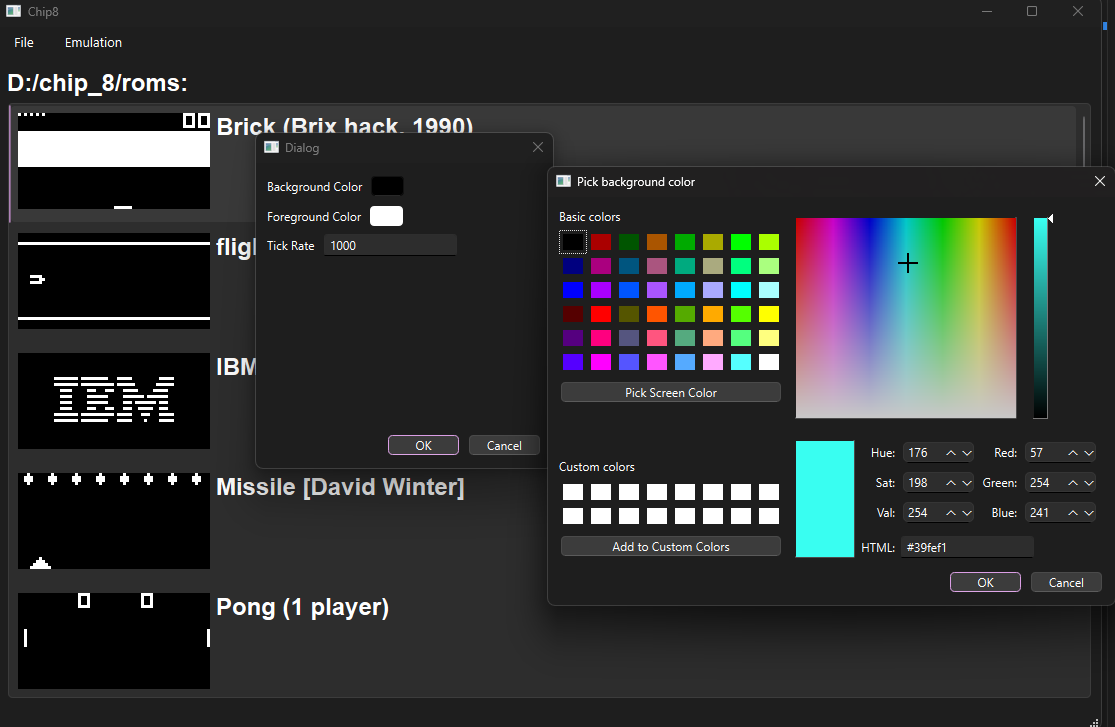 Chip8
File Emulation
D:/chip_8/roms:
Brick (Brix hack, 1990)
Dialog
Background Color
Foreground Color
Tick Rate 1000
OK Cancel
IBM
Missile [David Winter]
Pong (1 player)
Pick background color
Basic colors
Pick Screen Color
Custom colors
Add to Custom Colors
Hue: 176 Red: 57
Sat: 198 Green: 254
Val: 254 Blue: 241
HTML: #39fef1
OK Cancel